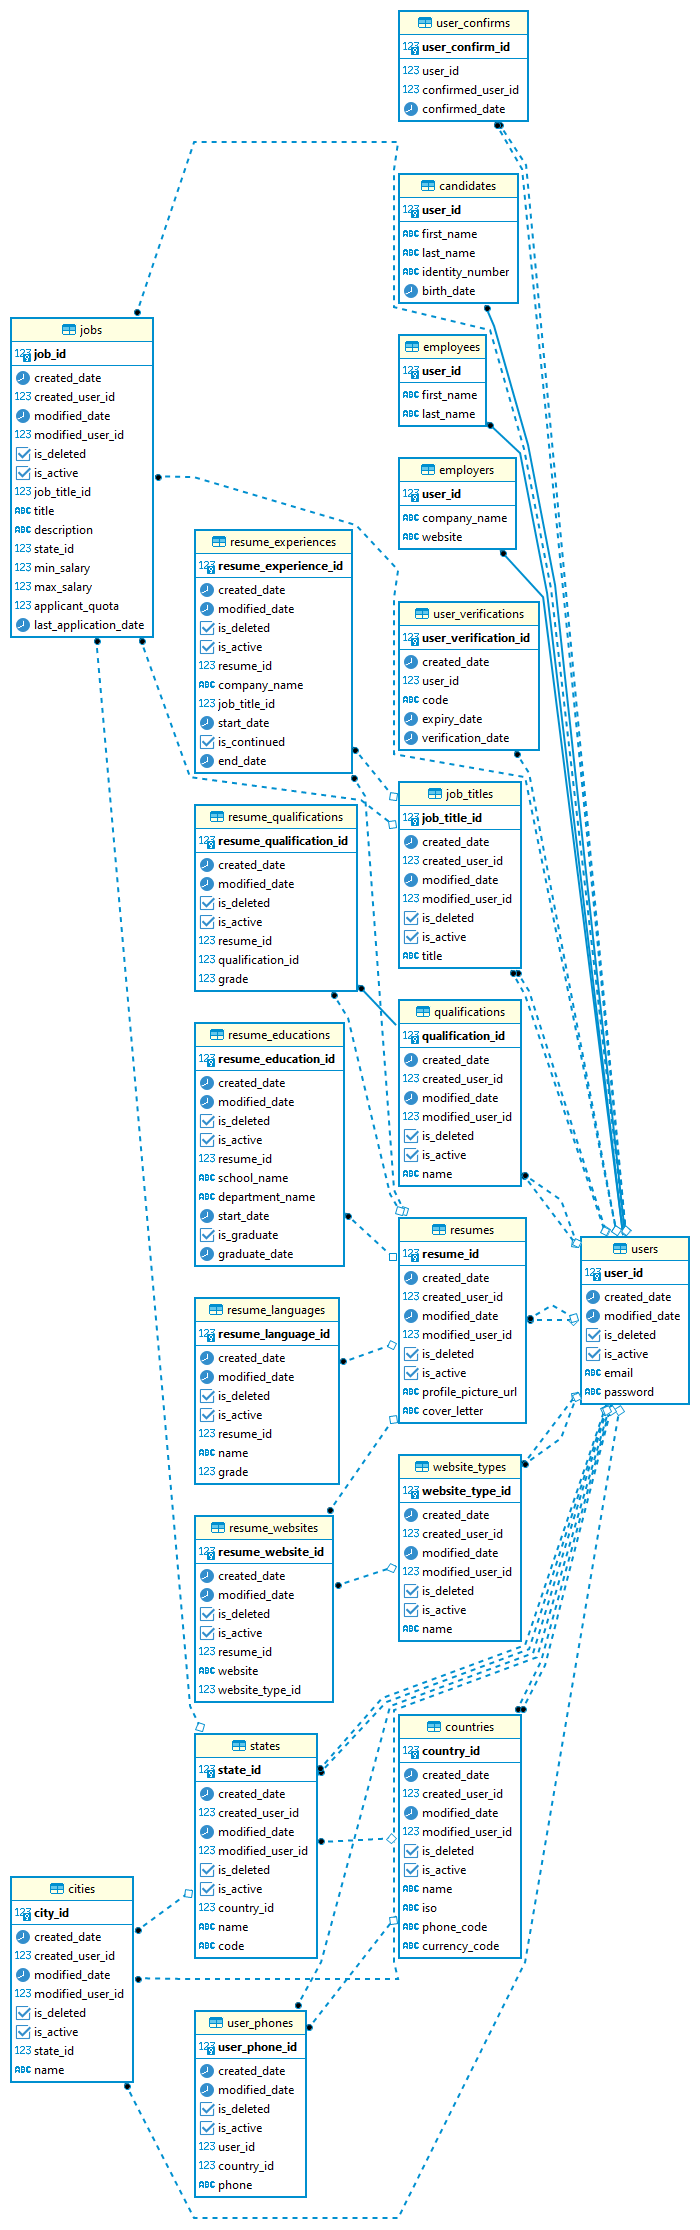 user_confirms
123 user_confirm_id
123 user_id
123 confirmed_user_id
confirmed_date
candidates
123 user_id
ABC first_name
ABC last_name
ABC identity_number
birth_date
employees
123 user_id
ABC first_name
ABC last_name
employers
123 user_id
ABC company_name
ABC website
jobs
123 job_id
created_date
123 created_user_id
modified_date
123 modified_user_id
is_deleted
is_active
123 job_title_id
ABC title
ABC description
123 state_id
123 min_salary
123 max_salary
123 applicant_quota
last_application_date
resume_experiences
123 resume_experience_id
created_date
modified_date
is_deleted
is_active
123 resume_id
ABC company_name
123 job_title_id
start_date
is_continued
end_date
user_verifications
123 user_verification_id
created_date
123 user_id
ABC code
expiry_date
verification_date
job_titles
123 job_title_id
created_date
123 created_user_id
modified_date
123 modified_user_id
is_deleted
is_active
ABC title
resume_qualifications
123 resume_qualification_id
created_date
modified_date
is_deleted
is_active
123 resume_id
123 qualification_id
123 grade
qualifications
123 qualification_id
created_date
123 created_user_id
modified_date
123 modified_user_id
is_deleted
is_active
ABC name
resume_educations
123 resume_education_id
created_date
modified_date
is_deleted
is_active
123 resume_id
ABC school_name
ABC department_name
start_date
is_graduate
graduate_date
resumes
123 resume_id
created_date
123 created_user_id
modified_date
123 modified_user_id
is_deleted
is_active
ABC profile_picture_url
ABC cover_letter
users
123 user_id
created_date
modified_date
is_deleted
is_active
ABC email
ABC password
resume_languages
123 resume_language_id
created_date
modified_date
is_deleted
is_active
123 resume_id
ABC name
123 grade
website_types
123 website_type_id
created_date
123 created_user_id
modified_date
123 modified_user_id
is_deleted
is_active
ABC name
resume_websites
123 resume_website_id
created_date
modified_date
is_deleted
is_active
123 resume_id
ABC website
123 website_type_id
states
123 state_id
created_date
123 created_user_id
modified_date
123 modified_user_id
is_deleted
is_active
123 country_id
ABC name
ABC code
countries
123 country_id
created_date
123 created_user_id
modified_date
123 modified_user_id
is_deleted
is_active
ABC name
ABC iso
ABC phone_code
ABC currency_code
cities
123 city_id
created_date
123 created_user_id
modified_date
123 modified_user_id
is_deleted
is_active
123 state_id
ABC name
user_phones
123 user_phone_id
created_date
modified_date
is_deleted
is_active
123 user_id
123 country_id
ABC phone